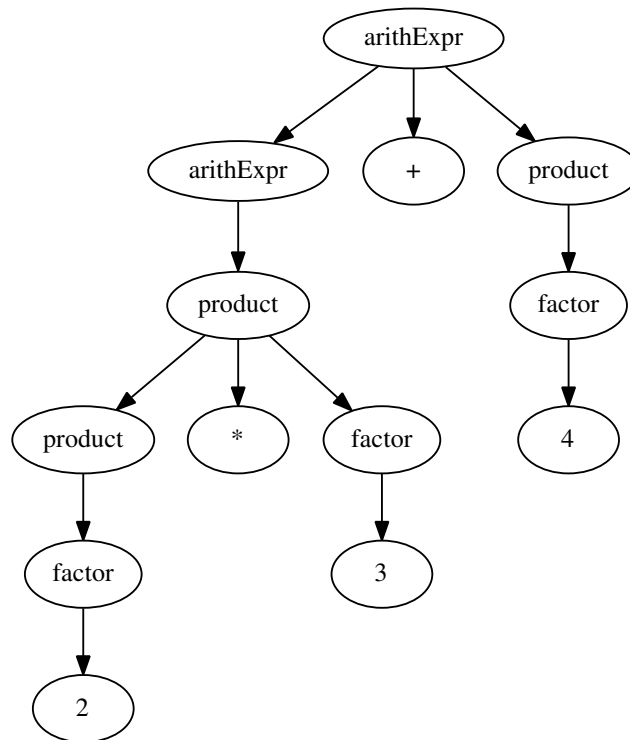 arithExpr
arithExpr + product
product factor
product * factor 4
factor 3
2